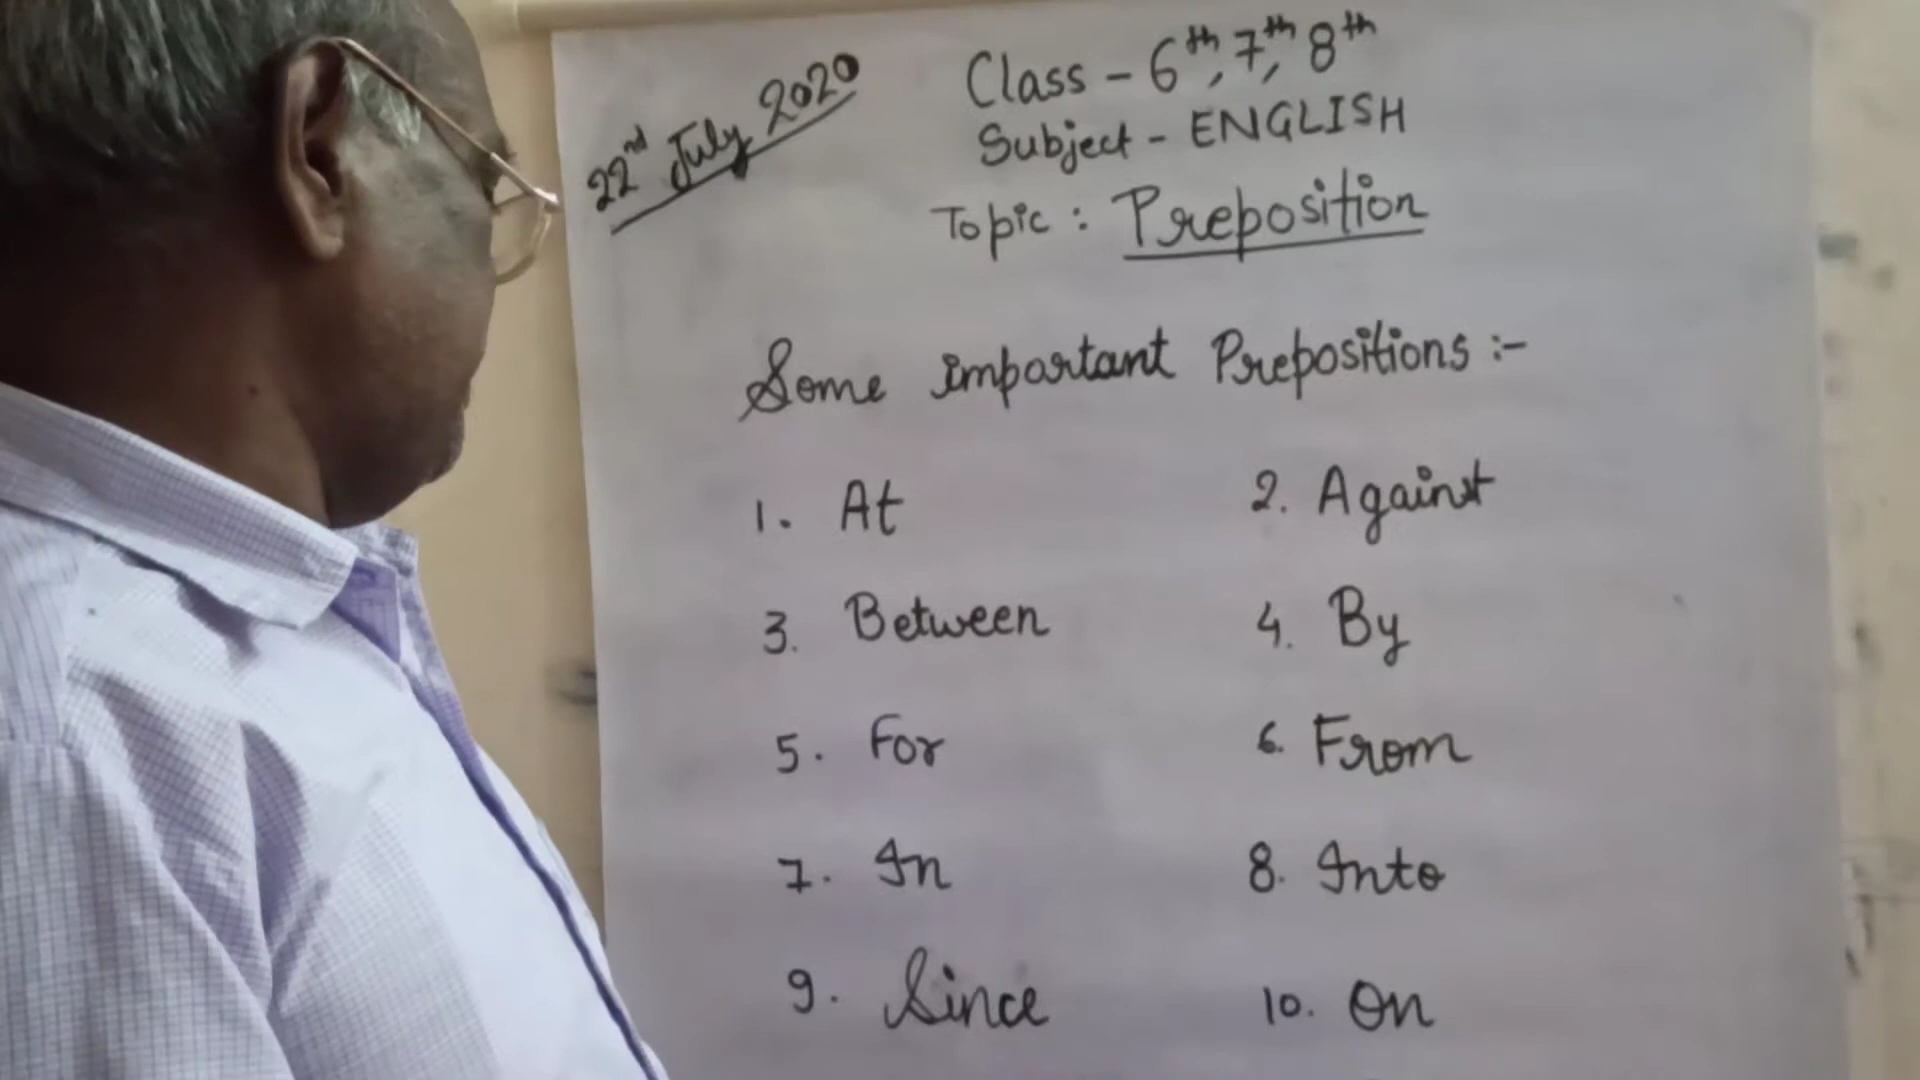 22nd July 2020
Class - 6th, 7th, 8th
Subject - ENGLISH
Topic : Preposition
Some important Prepositions :-
1. At 2. Against
3. Between 4. By
5. For 6. From
7. In 8. Into
9. Since 10. On